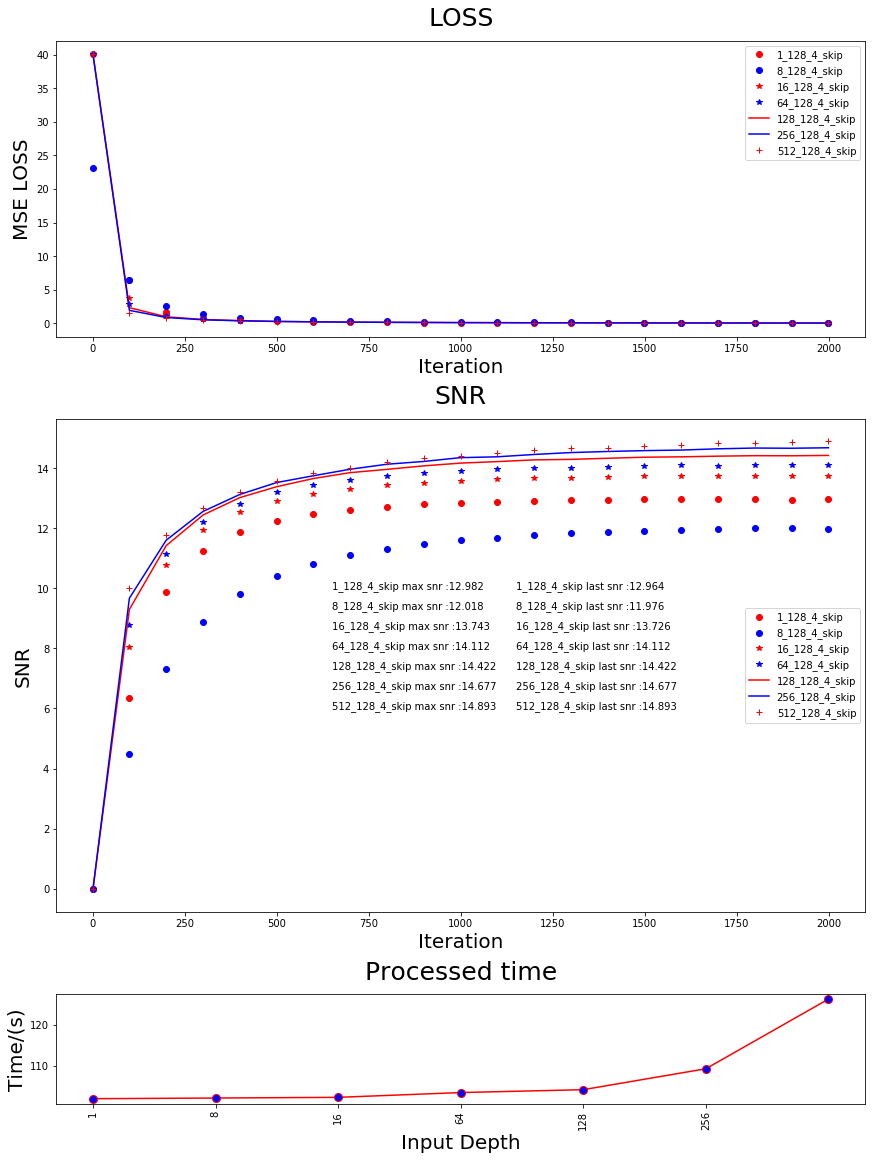 LOSS
MSE LOSS
40
35
30
25
20
15
10
5
0
1_128_4_skip
8_128_4_skip
16_128_4_skip
64_128_4_skip
128_128_4_skip
256_128_4_skip
512_128_4_skip
0 250 500 750 1000 1250 1500 1750 2000
Iteration
SNR
SNR
14
12
10
8
6
4
2
0
1_128_4_skip max snr :12.982 1_128_4_skip last snr :12.964
8_128_4_skip max snr :12.018 8_128_4_skip last snr :11.976
16_128_4_skip max snr :13.743 16_128_4_skip last snr :13.726
64_128_4_skip max snr :14.112 64_128_4_skip last snr :14.112
128_128_4_skip max snr :14.422 128_128_4_skip last snr :14.422
256_128_4_skip max snr :14.677 256_128_4_skip last snr :14.677
512_128_4_skip max snr :14.893 512_128_4_skip last snr :14.893
1_128_4_skip
8_128_4_skip
16_128_4_skip
64_128_4_skip
128_128_4_skip
256_128_4_skip
512_128_4_skip
0 250 500 750 1000 1250 1500 1750 2000
Iteration
Processed time
Time/(s)
120
110
1 8 16 64 128 256
Input Depth